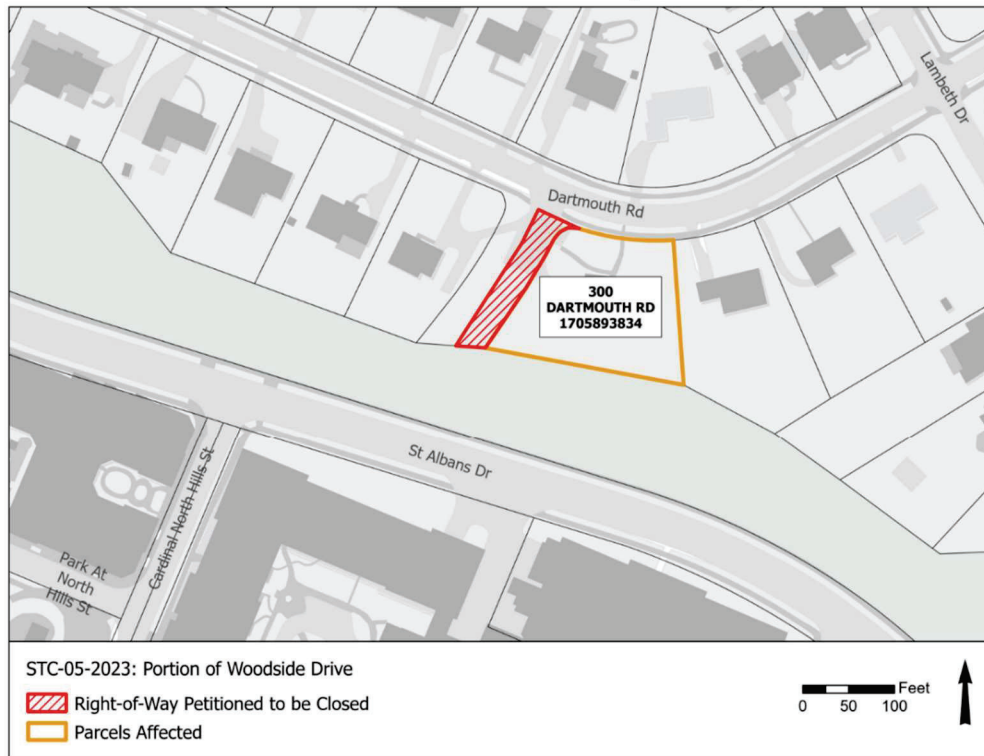 Lambeth Dr
Dartmouth Rd
300
DARTMOUTH RD
1705893834
St Albans Dr
Cardinal North Hills St
Park At
North
Hills St
STC-05-2023: Portion of Woodside Drive
Right-of-Way Petitioned to be Closed
Parcels Affected
Feet
0 50 100